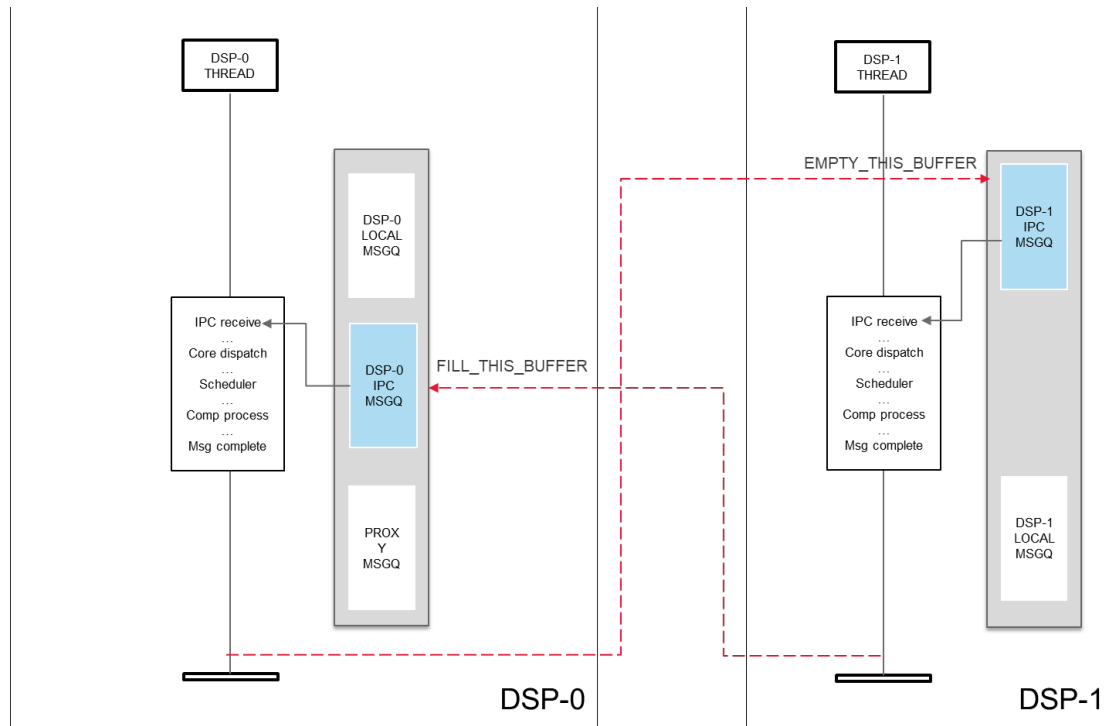 DSP-0
THREAD
DSP-0
LOCAL
MSGQ
IPC receive
…
Core dispatch
…
Scheduler
…
Comp process
…
Msg complete
DSP-0
IPC
MSGQ
PROX
Y
MSGQ
FILL_THIS_BUFFER
DSP-0
DSP-1
THREAD
EMPTY_THIS_BUFFER
DSP-1
IPC
MSGQ
IPC receive
…
Core dispatch
…
Scheduler
…
Comp process
…
Msg complete
DSP-1
LOCAL
MSGQ
DSP-1